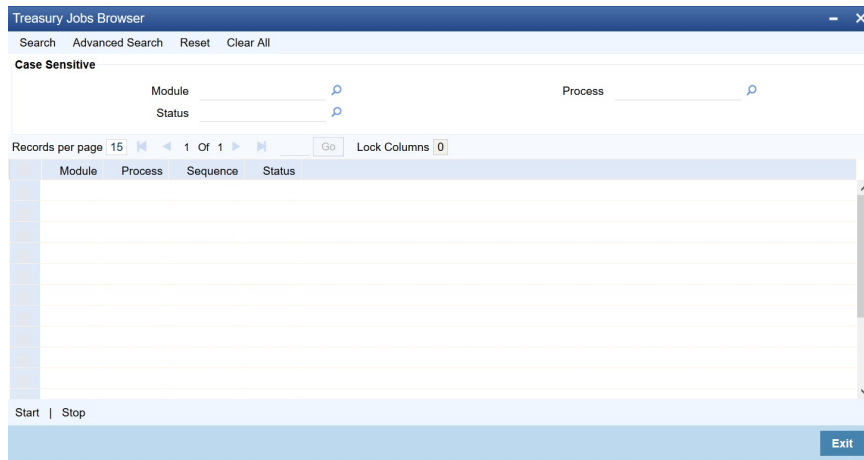 Treasury Jobs Browser
Search Advanced Search Reset Clear All
Case Sensitive
Module Process
Status
Records per page 15 1 Of 1 Go Lock Columns 0
Module Process Sequence Status
Start | Stop
Exit